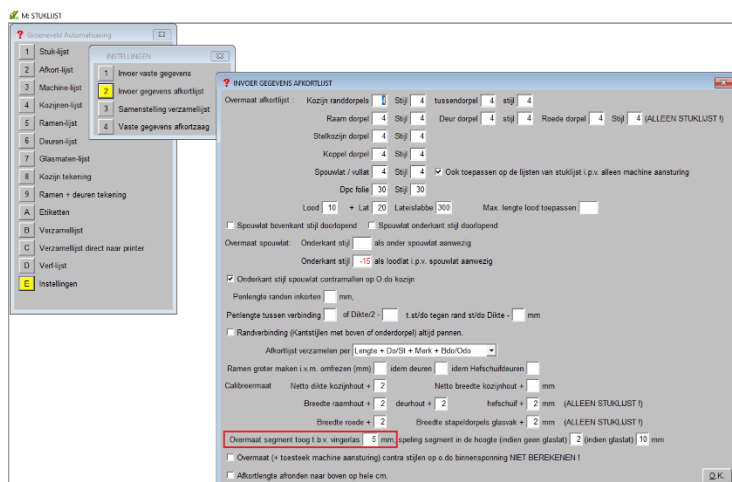 M: STUKLIJST
Groeneveld Automatisering
1 Stuk-lijst
2 Afkort-lijst
3 Machine-lijst
4 Kozijnen-lijst
5 Ramen-lijst
6 Deuren-lijst
7 Glasmaten-lijst
8 Kozijn tekening
9 Ramen + deuren tekening
A Etiketten
B Verzamellijst
C Verzamellijst direct naar printer
D Verf-lijst
E Instellingen
INSTELLINGEN
1 Invoer vaste gegevens
2 Invoer gegevens afkortlijst
3 Samenstelling verzamellijst
4 Vaste gegevens afkortzaag
? INVOER GEGEVENS AFKORTLIJST
Overmaat afkortlijst : Kozijn randdorpels 4 Stijl 4 tussendorpel 4 stijl 4
Raam dorpel 4 Stijl 4 Deur dorpel 4 stijl 4 Roede dorpel 4 Stijl 4 (ALLEEN STUKLIJST !)
Stelkozijn dorpel 4 Stijl 4
Koppel dorpel 4 Stijl 4
Spouwlat / vullat 4 Stijl 4 Ook toepassen op de lijsten van stuklijst i.p.v. alleen machine aansturing
Dpc folie 30 Stijl 30
Lood 10 + Lat 20 Lateislabbe 300 Max. lengte lood toepassen
Spouwlat bovenkant stijl doorlopend Spouwlat onderkant stijl doorlopend
Overmaat spouwlat: Onderkant stijl als onder spouwlat aanwezig
Onderkant stijl -15 als loodlat i.p.v. spouwlat aanwezig
Onderkant stijl spouwlat contramallen op O.do kozijn
Penlengte randen inkorten mm,
Penlengte tussen verbinding of Dikte/2 - t.st/do tegen rand st/do Dikte - mm
Randverbinding (Kantstijlen met boven of onderdorpel) altijd pennen.
Afkortlijst verzamelen per Lengte + Do/St + Merk + Bdo/Odo
Ramen groter maken i.v.m. omfrezen (mm) idem deuren idem Hefschuifdeuren
Calibreermaat Netto dikte kozijnhout + 2 Netto breedte kozijnhout + mm
Breedte raamhout + 2 deurhout + 2 hefschuif + 2 mm (ALLEEN STUKLIJST !)
Breedte roede + 2 Breedte stapeldorpels glasvak + 2 mm (ALLEEN STUKLIJST !)
Overmaat segment toog t.b.v. vingerlas 5 mm, speling segment in de hoogte (indien geen glaslat) 2 (indien glaslat) 10 mm
Overmaat (+ toesteek machine aansturing) contra stijlen op o.do binnensponning NIET BEREKENEN !
Afkortlengte afronden naar boven op hele cm.
O.K.